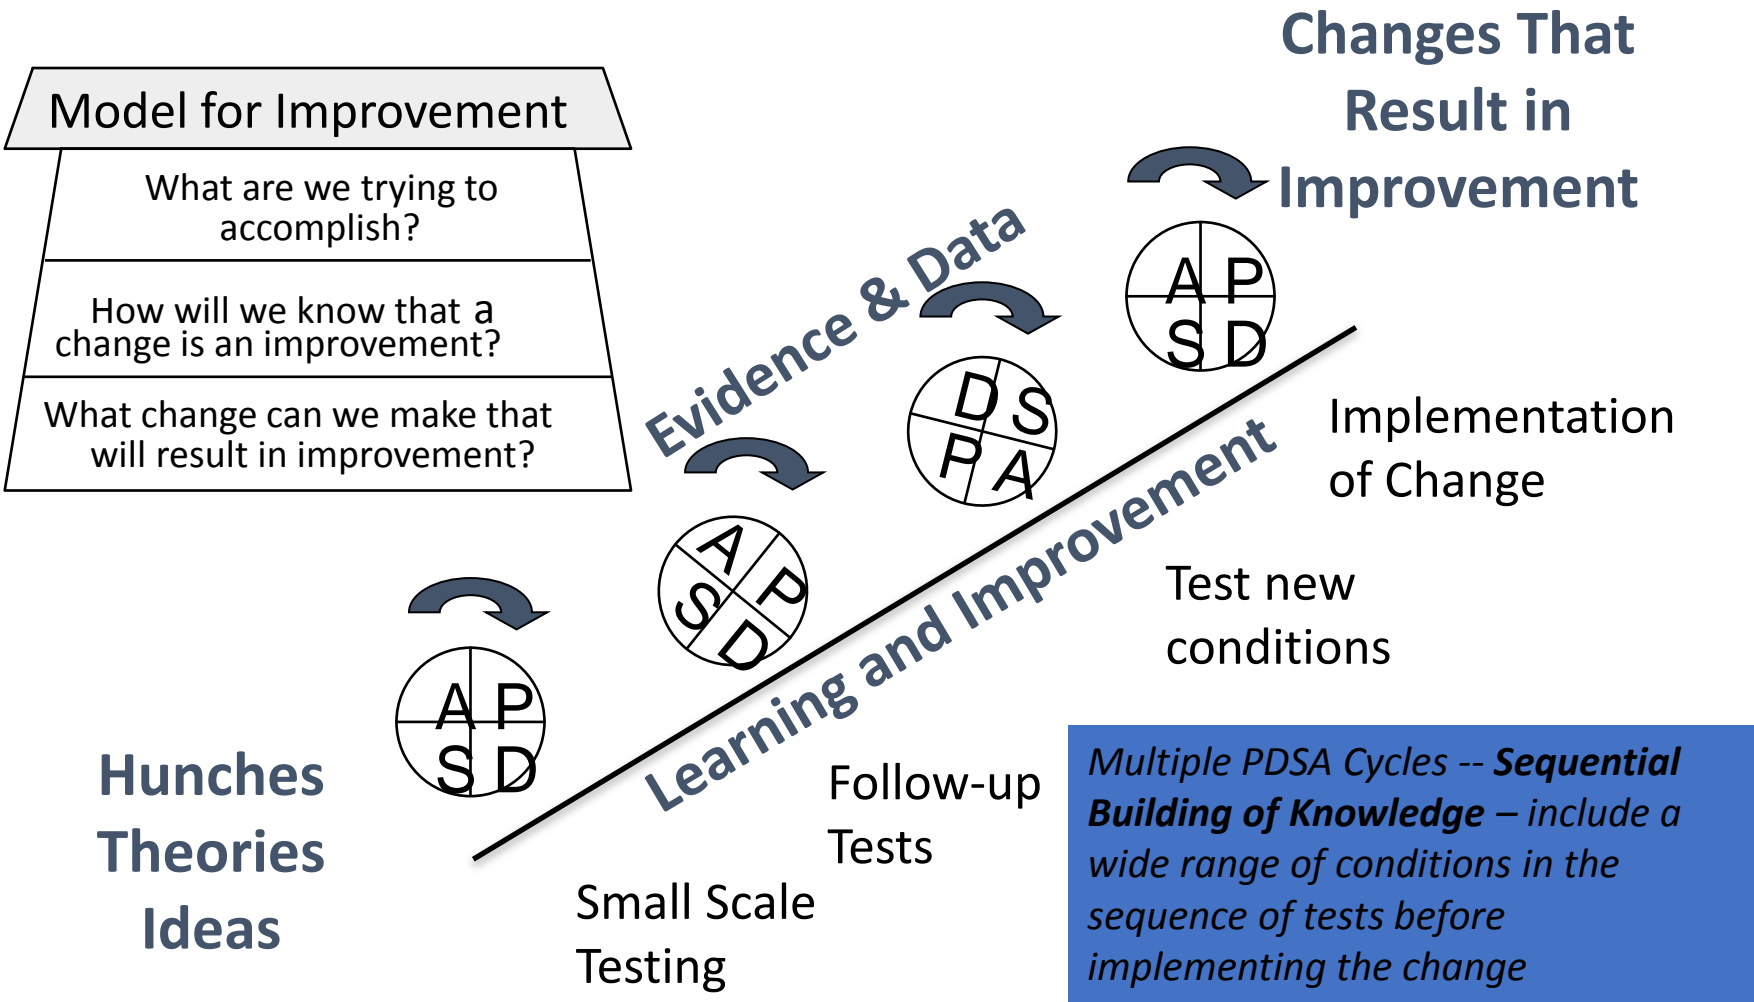 Model for Improvement
What are we trying to
accomplish?
How will we know that a
change is an improvement?
What change can we make that
will result in improvement?
Changes That
Result in
Improvement
Evidence & Data
A P
S D
D S
P A
A P
S D
A P
S D
Learning and Improvement
Implementation
of Change
Test new
conditions
Follow-up
Tests
Small Scale
Testing
Hunches
Theories
Ideas
Multiple PDSA Cycles -- Sequential
Building of Knowledge – include a
wide range of conditions in the
sequence of tests before
implementing the change